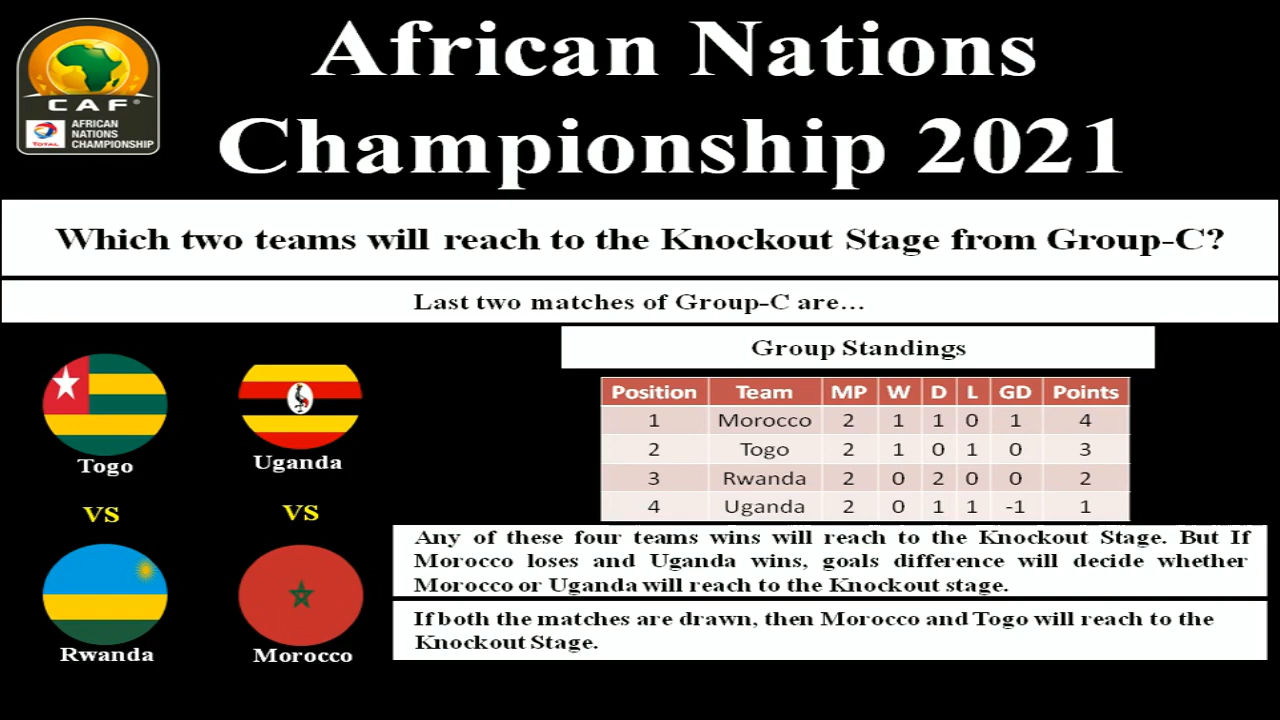 African Nations
Championship 2021
CAF
TOTAL
AFRICAN
NATIONS
CHAMPIONSHIP
Which two teams will reach to the Knockout Stage from Group-C?
Last two matches of Group-C are...
Group Standings
Position Team MP W D L GD Points
1 Morocco 2 1 1 0 1 4
2 Togo 2 1 0 1 0 3
3 Rwanda 2 0 2 0 0 2
4 Uganda 2 0 1 1 -1 1
Togo
Uganda
VS
VS
Rwanda
Morocco
Any of these four teams wins will reach to the Knockout Stage. But If
Morocco loses and Uganda wins, goals difference will decide whether
Morocco or Uganda will reach to the Knockout stage.
If both the matches are drawn, then Morocco and Togo will reach to the
Knockout Stage.